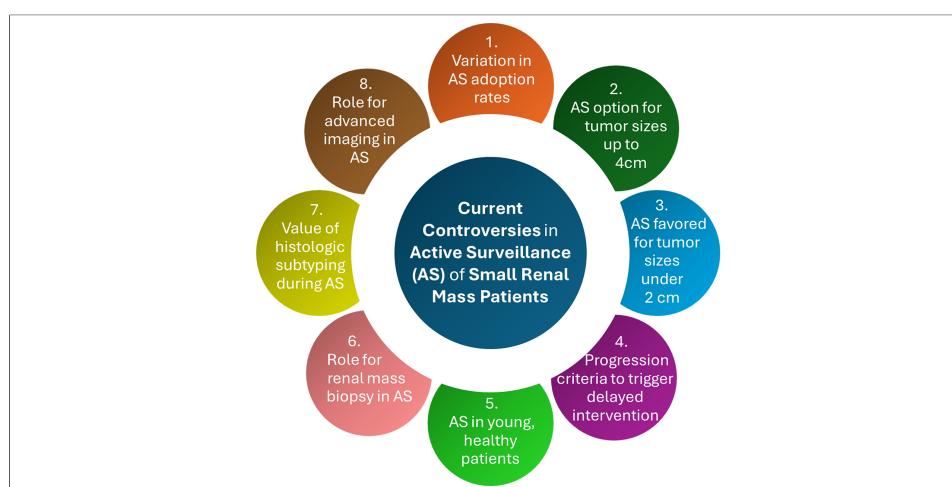 1.
Variation in
AS adoption
rates
2.
AS option for
tumor sizes
up to
4cm
3.
AS favored
for tumor
sizes
under
2 cm
4.
Progression
criteria to trigger
delayed
intervention
5.
AS in young,
healthy
patients
6.
Role for
renal mass
biopsy in AS
7.
Value of
histologic
subtyping
during AS
8.
Role for
advanced
imaging in
AS
Current
Controversies in
Active Surveillance
(AS) of Small Renal
Mass Patients